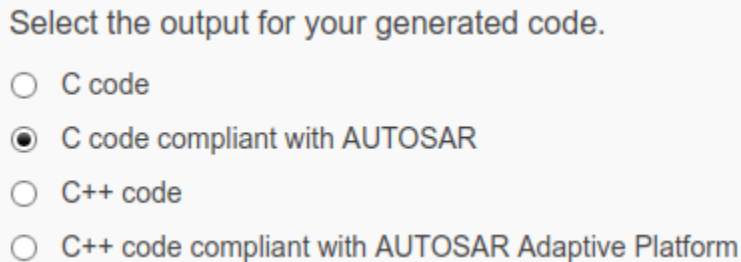 Select the output for your generated code.
C code
C code compliant with AUTOSAR
C++ code
C++ code compliant with AUTOSAR Adaptive Platform